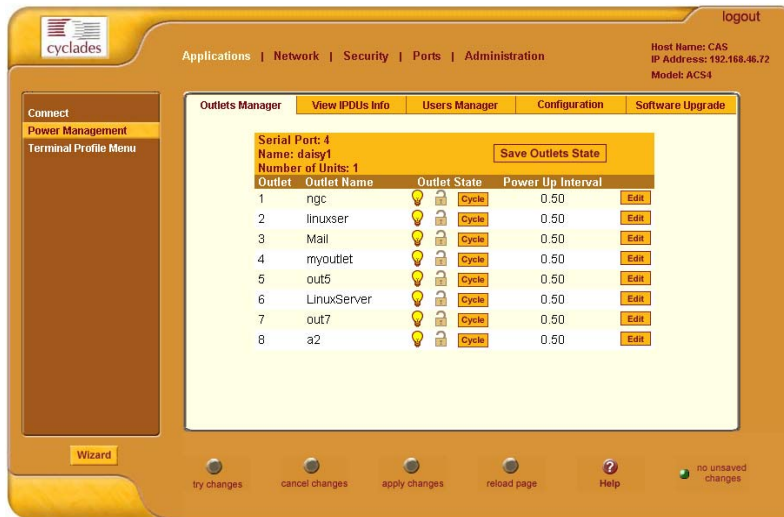 logout
cyclades
Applications | Network | Security | Ports | Administration
Host Name: CAS
IP Address: 192.168.46.72
Model: ACS4
Connect
Power Management
Terminal Profile Menu
Outlets Manager View IPDUs Info Users Manager Configuration Software Upgrade
Serial Port: 4
Name: daisy1
Number of Units: 1
Save Outlets State
Outlet Outlet Name Outlet State Power Up Interval
1 ngc Cycle 0.50 Edit
2 linuxser Cycle 0.50 Edit
3 Mail Cycle 0.50 Edit
4 myoutlet Cycle 0.50 Edit
5 out5 Cycle 0.50 Edit
6 LinuxServer Cycle 0.50 Edit
7 out7 Cycle 0.50 Edit
8 a2 Cycle 0.50 Edit
Wizard
try changes
cancel changes
apply changes
reload page
?
Help
no unsaved
changes